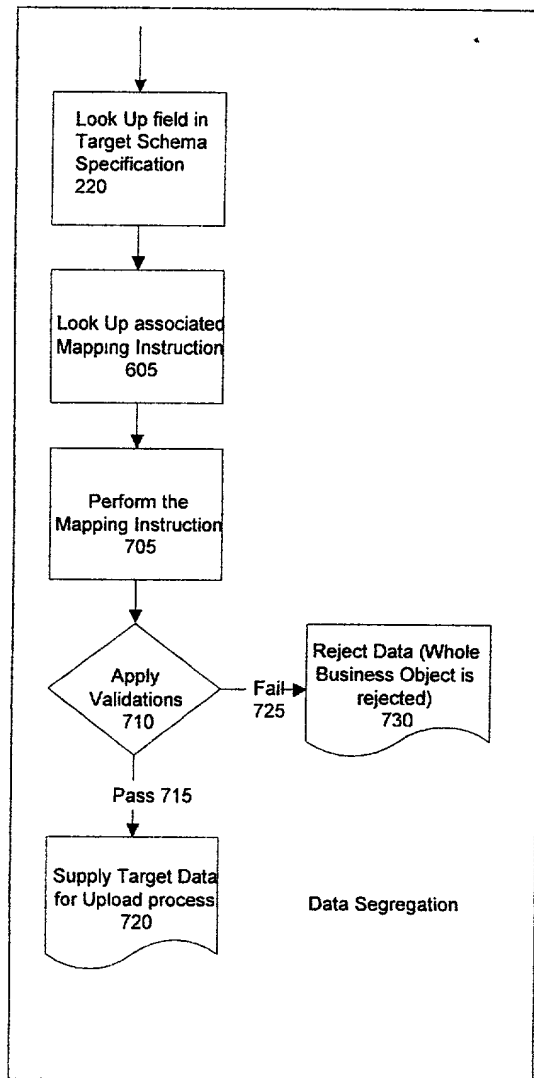 Look Up field in
Target Schema
Specification
220
Look Up associated
Mapping Instruction
605
Perform the
Mapping Instruction
705
Apply
Validations
710
Fail
725
Reject Data (Whole
Business Object is
rejected)
730
Pass 715
Supply Target Data
for Upload process
720
Data Segregation